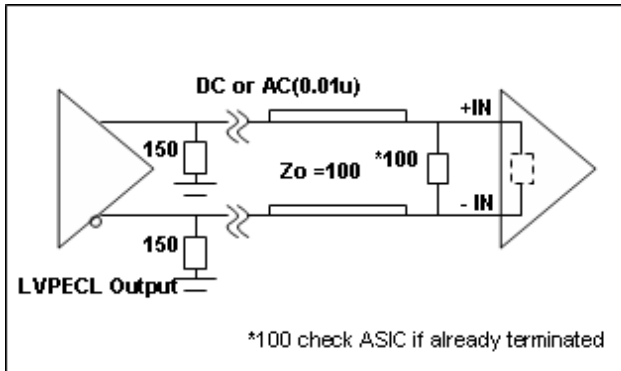 DC or AC(0.01u)
+IN
150
Zo =100
*100
- IN
150
LVPECL Output
*100 check ASIC if already terminated